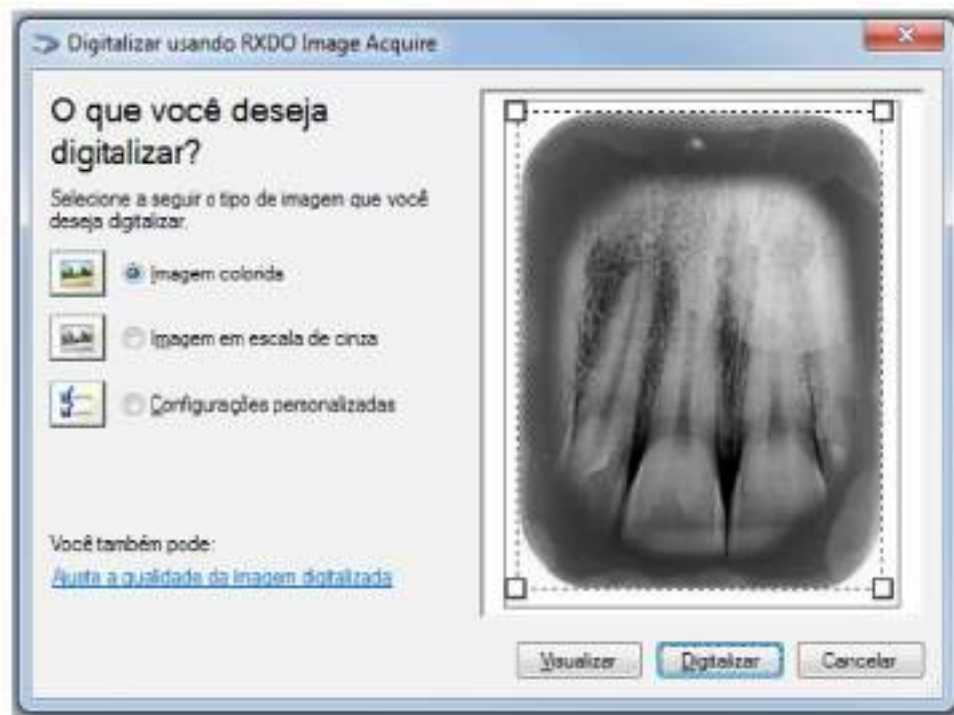 Digitalizar usando RXDO Image Acquire
O que você deseja
digitalizar?
Selecione a seguir o tipo de imagem que você
deseja digitalizar.
Imagem colorida
Imagem em escala de cinza
Configurações personalizadas
Você também pode:
Ajuste a qualidade da imagem digitalizada
Visualizar
Digitalizar
Cancelar